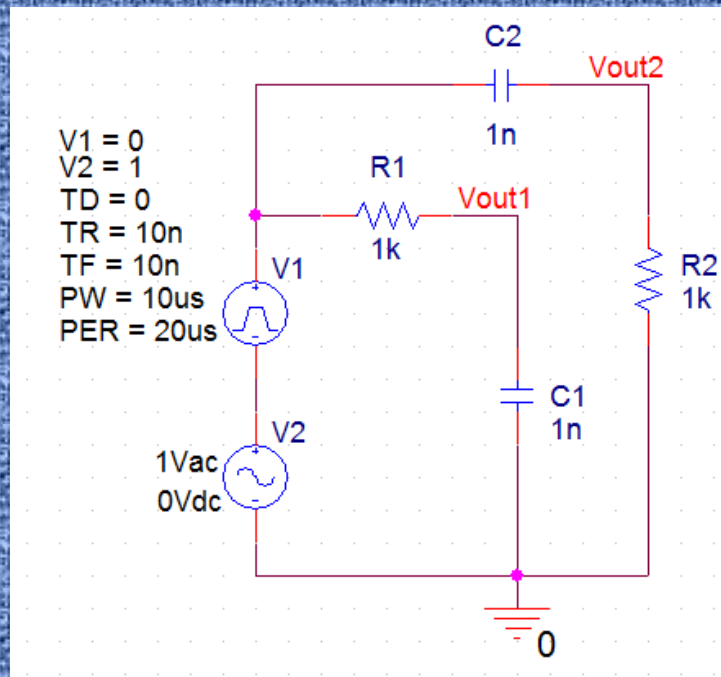 C2
Vout2
1n
V1 = 0
V2 = 1
TD = 0
TR = 10n
TF = 10n
PW = 10us
PER = 20us
R1
Vout1
1k
V1
R2
1k
C1
1n
V2
1Vac
0Vdc
0